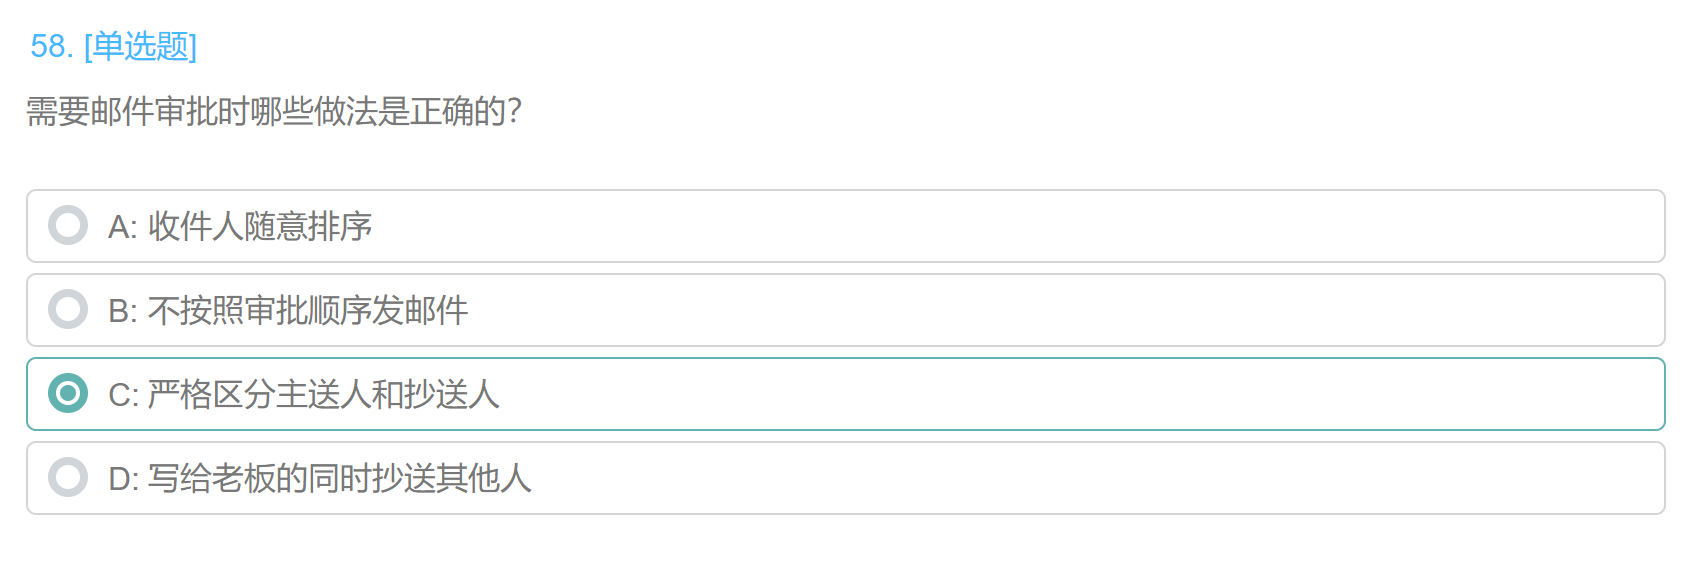 58. [单选题]
需要邮件审批时哪些做法是正确的?
A: 收件人随意排序
B: 不按照审批顺序发邮件
C: 严格区分主送人和抄送人
D: 写给老板的同时抄送其他人